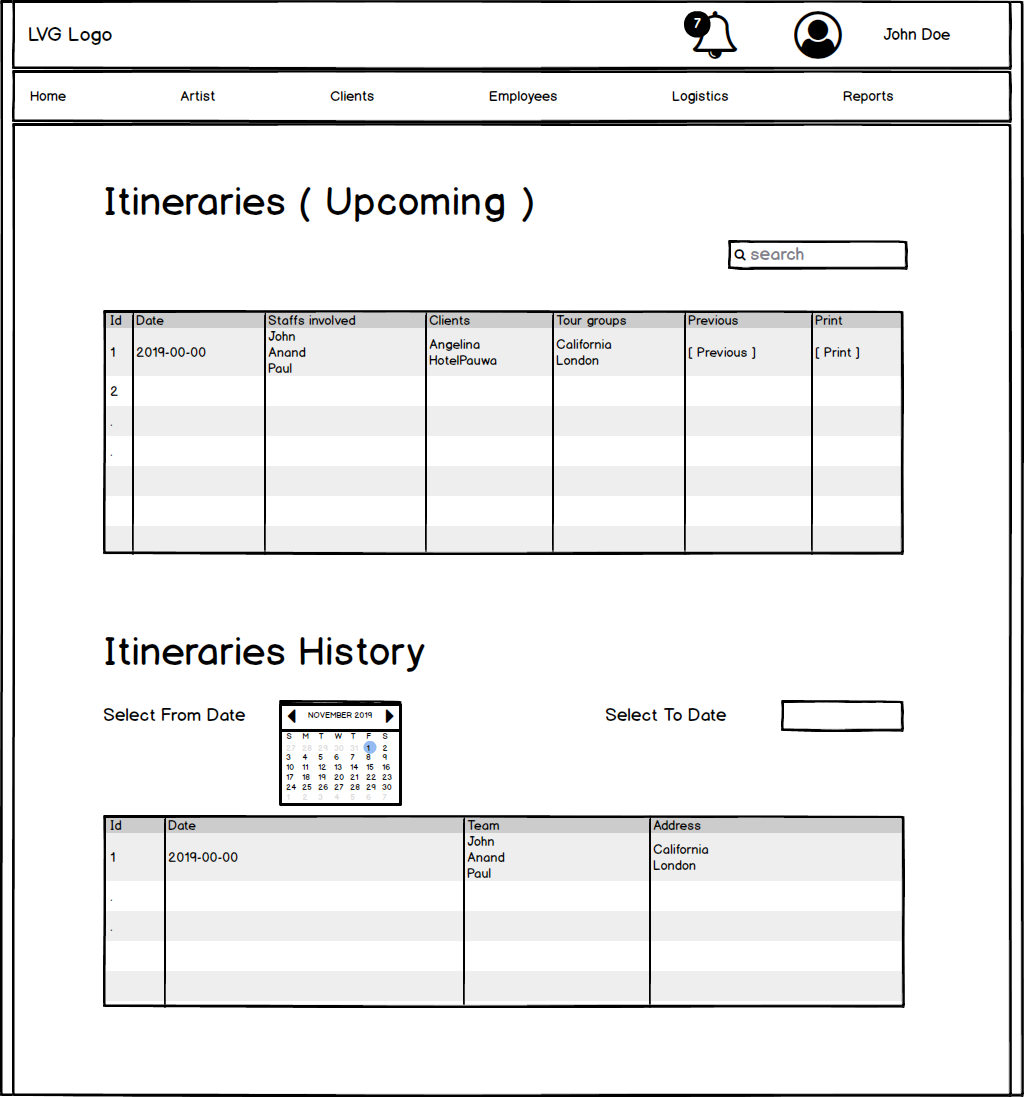 LVG Logo
7
John Doe
Home Artist Clients Employees Logistics Reports
Itineraries ( Upcoming )
search
Id Date Staffs involved Clients Tour groups Previous Print
1 2019-00-00 John Anand Paul Angelina HotelPauwa California London [ Previous ] [ Print ]
2
.
.
Itineraries History
Select From Date
NOVEMBER 2019
S M T W T F S
27 28 29 30 31 1 2
3 4 5 6 7 8 9
10 11 12 13 14 15 16
17 18 19 20 21 22 23
24 25 26 27 28 29 30
1 2 3 4 5 6 7
Select To Date
Id Date Team Address
1 2019-00-00 John Anand Paul California London
.
.